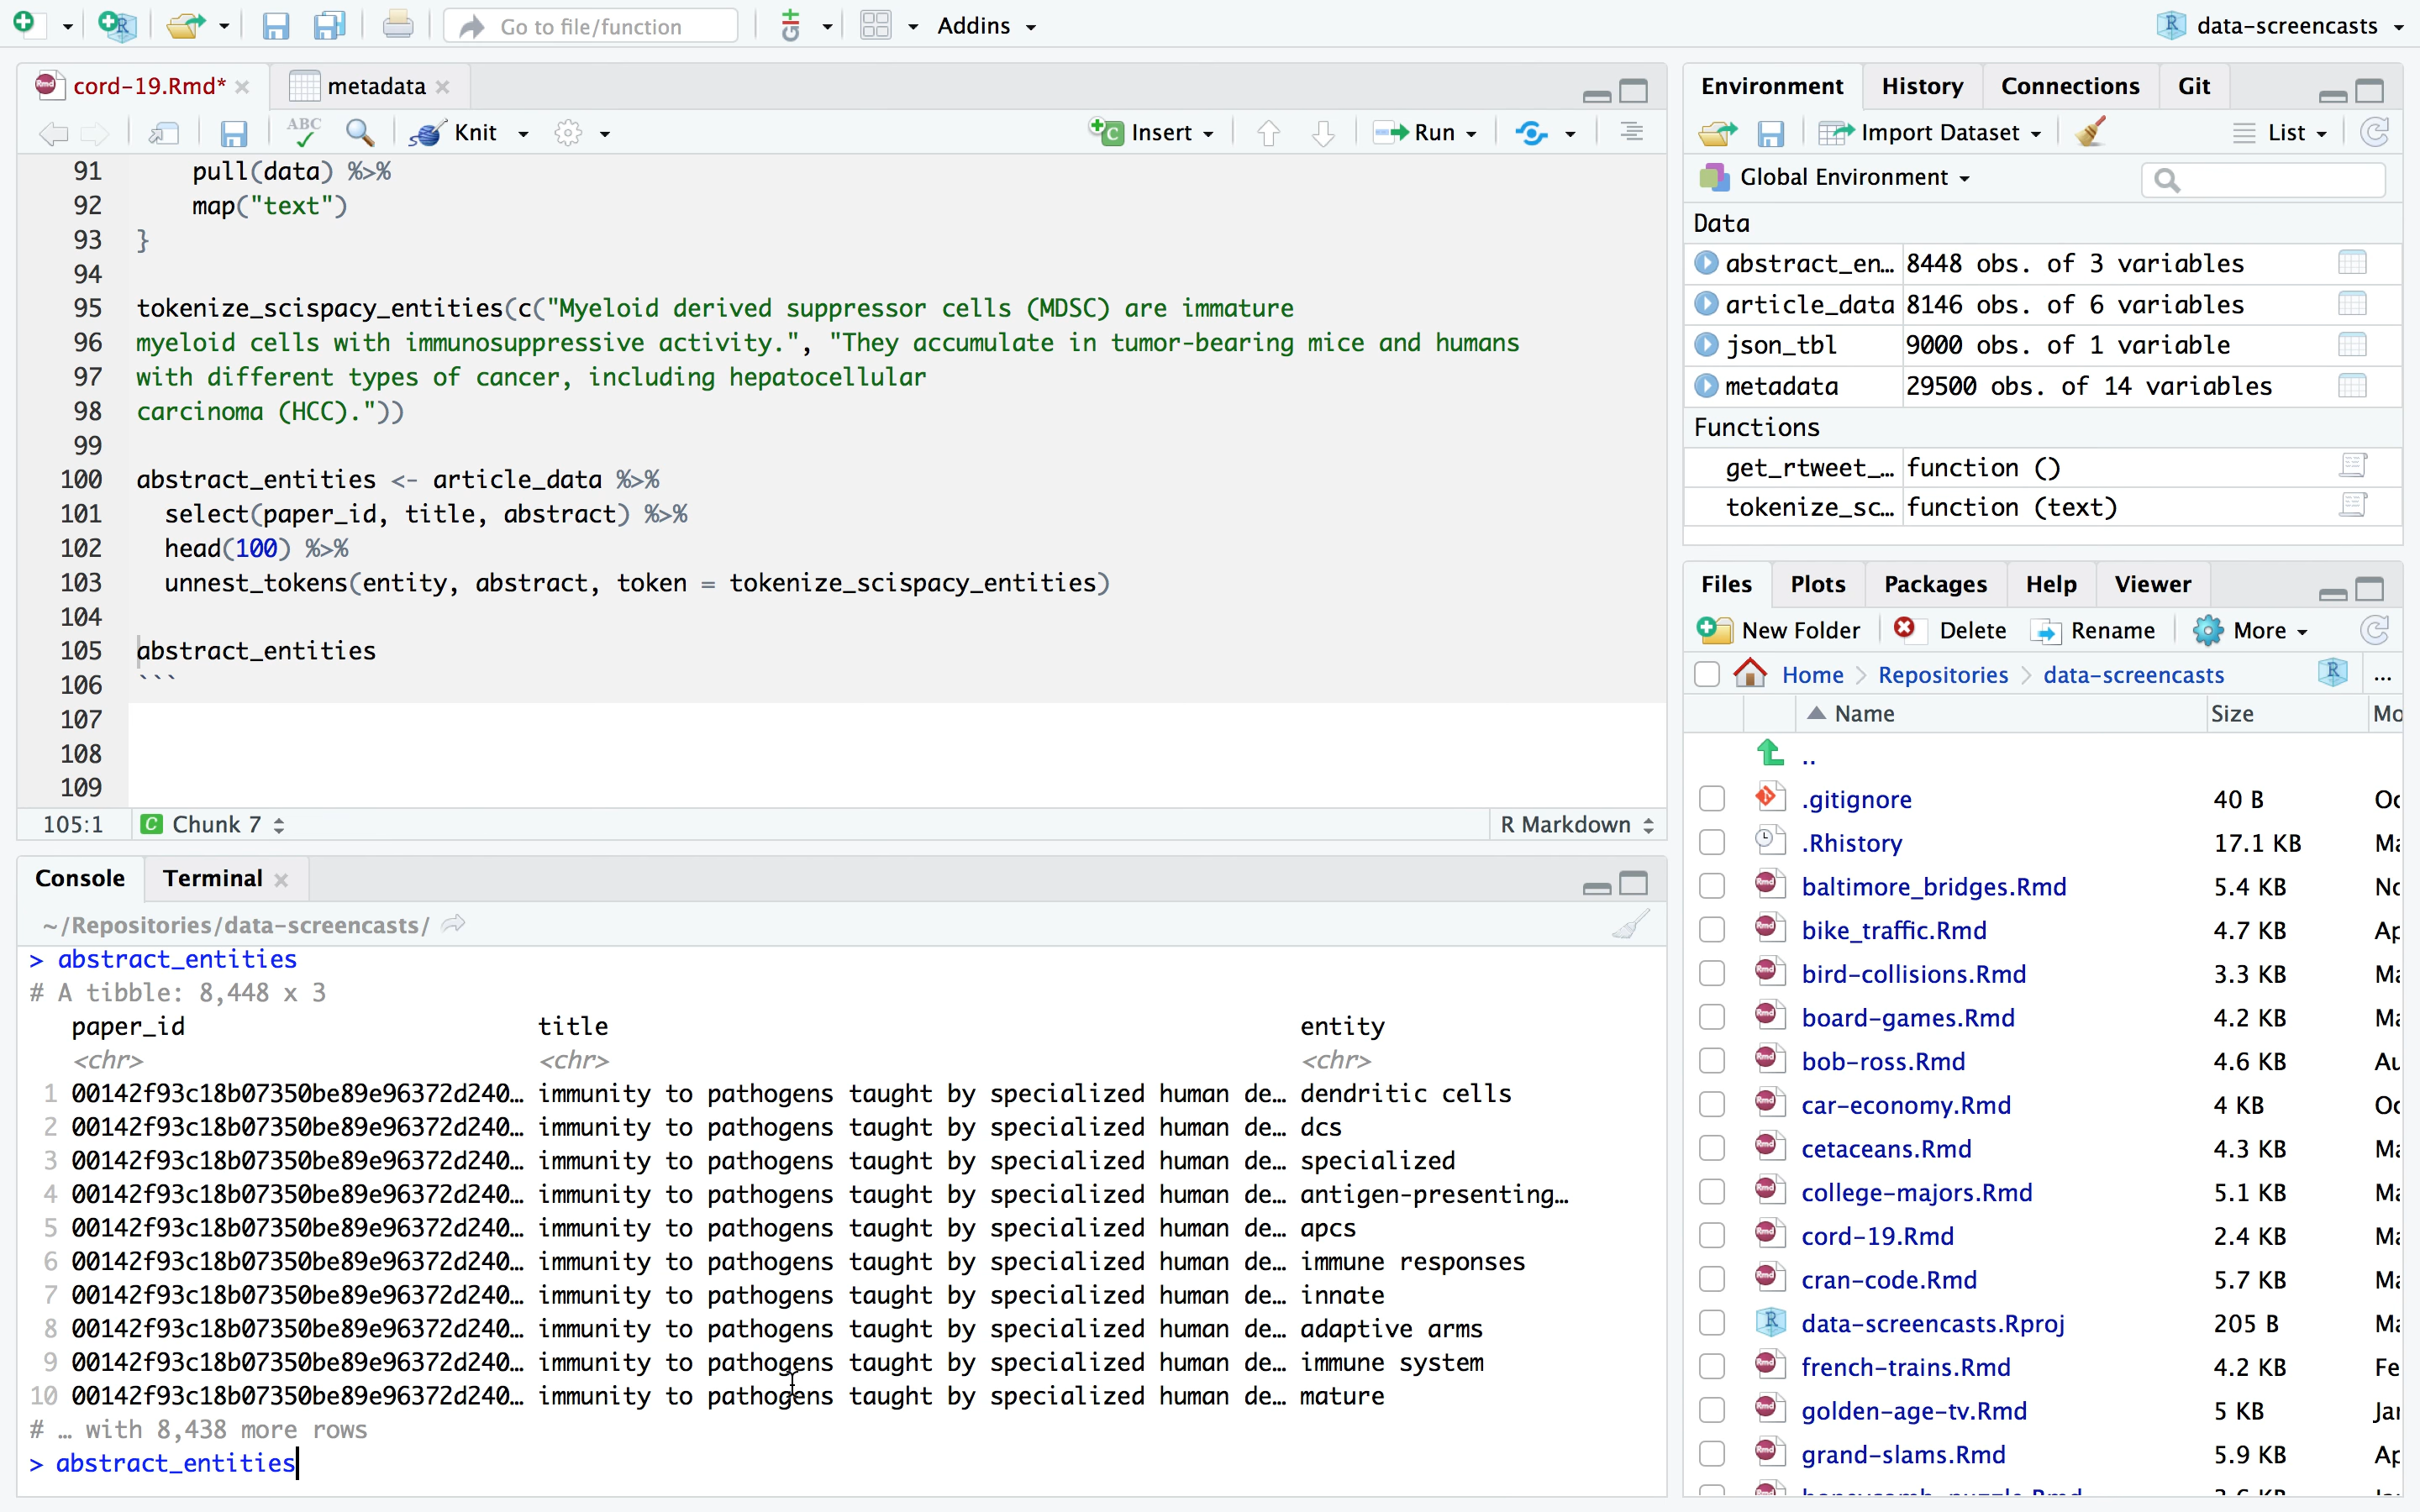 Go to file/function
Addins
data-screencasts
cord-19.Rmd*
metadata
ABC
Knit
Insert
Run
91 pull(data) %>%
92 map("text")
93 }
94
95 tokenize_scispacy_entities(c("Myeloid derived suppressor cells (MDSC) are immature
96 myeloid cells with immunosuppressive activity.", "They accumulate in tumor-bearing mice and humans
97 with different types of cancer, including hepatocellular
98 carcinoma (HCC)."))
99
100 abstract_entities <- article_data %>%
101 select(paper_id, title, abstract) %>%
102 head(100) %>%
103 unnest_tokens(entity, abstract, token = tokenize_scispacy_entities)
104
105 abstract_entities
106 ```
107
108
109
105:1 C Chunk 7 R Markdown
Console Terminal
~/Repositories/data-screencasts/
> abstract_entities
# A tibble: 8,448 x 3
paper_id title entity
<chr> <chr> <chr>
1 00142f93c18b07350be89e96372d240… immunity to pathogens taught by specialized human de… dendritic cells
2 00142f93c18b07350be89e96372d240… immunity to pathogens taught by specialized human de… dcs
3 00142f93c18b07350be89e96372d240… immunity to pathogens taught by specialized human de… specialized
4 00142f93c18b07350be89e96372d240… immunity to pathogens taught by specialized human de… antigen-presenting…
5 00142f93c18b07350be89e96372d240… immunity to pathogens taught by specialized human de… apcs
6 00142f93c18b07350be89e96372d240… immunity to pathogens taught by specialized human de… immune responses
7 00142f93c18b07350be89e96372d240… immunity to pathogens taught by specialized human de… innate
8 00142f93c18b07350be89e96372d240… immunity to pathogens taught by specialized human de… adaptive arms
9 00142f93c18b07350be89e96372d240… immunity to pathogens taught by specialized human de… immune system
10 00142f93c18b07350be89e96372d240… immunity to pathogens taught by specialized human de… mature
# … with 8,438 more rows
> abstract_entities
Environment History Connections Git
Import Dataset List
Global Environment
Data
abstract_en… 8448 obs. of 3 variables
article_data 8146 obs. of 6 variables
json_tbl 9000 obs. of 1 variable
metadata 29500 obs. of 14 variables
Functions
get_rtweet_… function ()
tokenize_sc… function (text)
Files Plots Packages Help Viewer
New Folder Delete Rename More
Home Repositories data-screencasts ...
Name Size Mo
..
.gitignore 40 B Oc
.Rhistory 17.1 KB Ma
baltimore_bridges.Rmd 5.4 KB No
bike_traffic.Rmd 4.7 KB Ap
bird-collisions.Rmd 3.3 KB Ma
board-games.Rmd 4.2 KB Ma
bob-ross.Rmd 4.6 KB Au
car-economy.Rmd 4 KB Oc
cetaceans.Rmd 4.3 KB Ma
college-majors.Rmd 5.1 KB Ma
cord-19.Rmd 2.4 KB Ma
cran-code.Rmd 5.7 KB Ma
data-screencasts.Rproj 205 B Ma
french-trains.Rmd 4.2 KB Fe
golden-age-tv.Rmd 5 KB Jan
grand-slams.Rmd 5.9 KB Ap